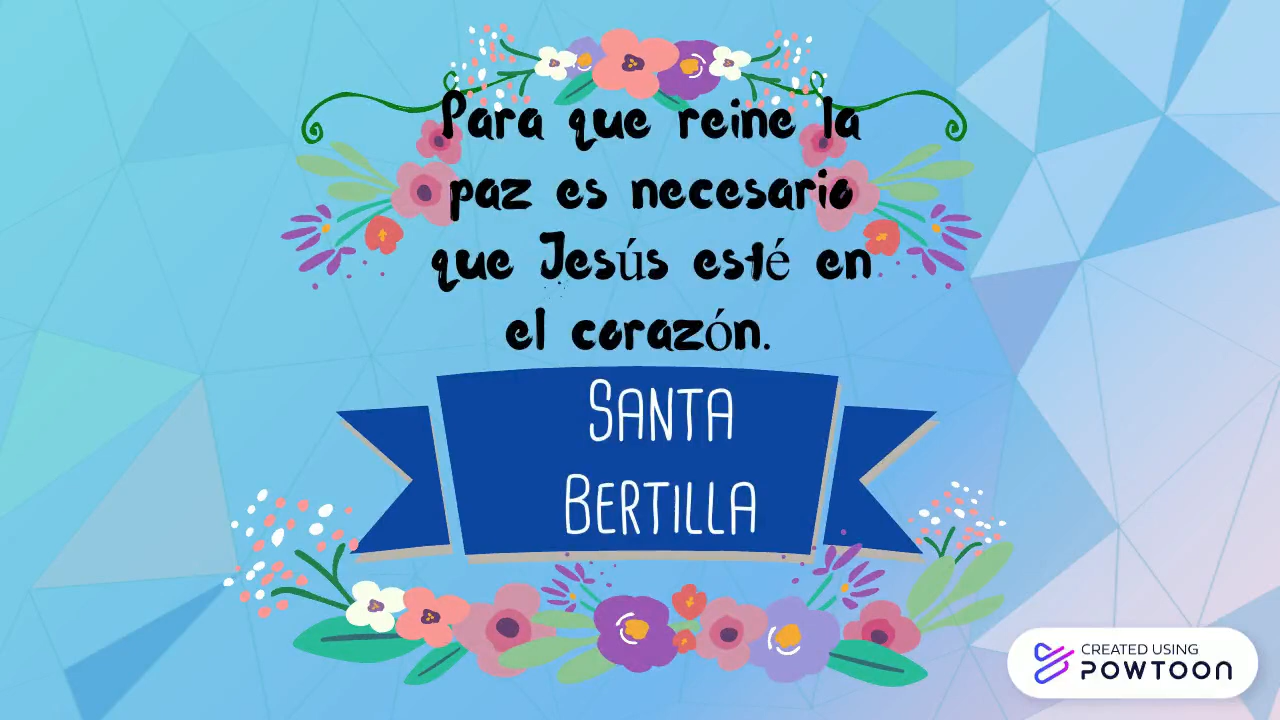 Para que reine la
paz es necesario
que Jesús esté en
el corazón.
SANTA
BERTILLA
CREATED USING
POWTOON